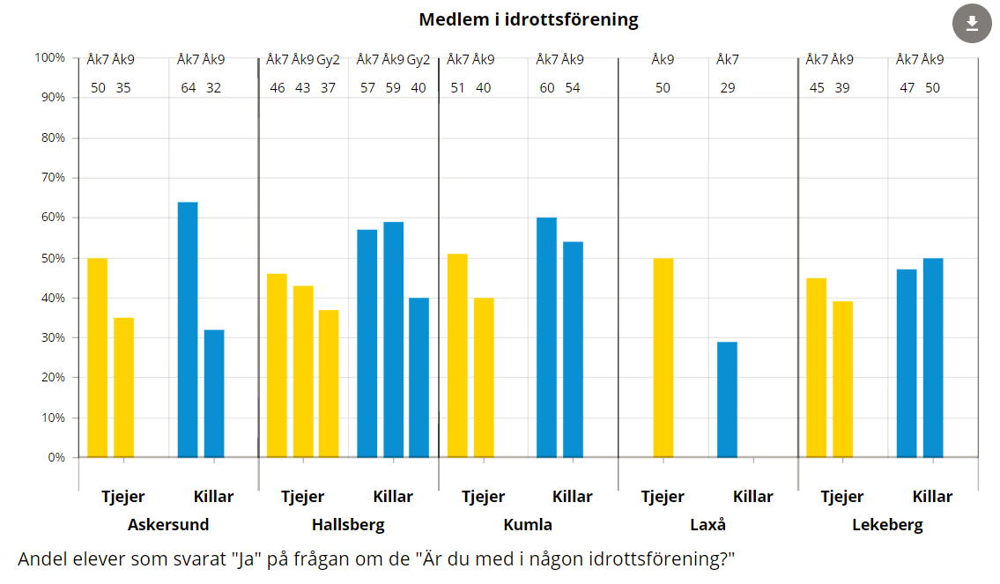 Medlem i idrottsförening
100% Åk7 Åk9 Åk7 Åk9 Åk7 Åk9 Gy2 Åk7 Åk9 Gy2 Åk7 Åk9 Åk7 Åk9 Åk9 Åk7 Åk7 Åk9 Åk7 Åk9
50 35 64 32 46 43 37 57 59 40 51 40 60 54 50 29 45 39 47 50
90%
80%
70%
60%
50%
40%
30%
20%
10%
0%
Tjejer Killar Tjejer Killar Tjejer Killar Tjejer Killar Tjejer Killar
Askersund Hallsberg Kumla Laxå Lekeberg
Andel elever som svarat "Ja" på frågan om de "Är du med i någon idrottsförening?"